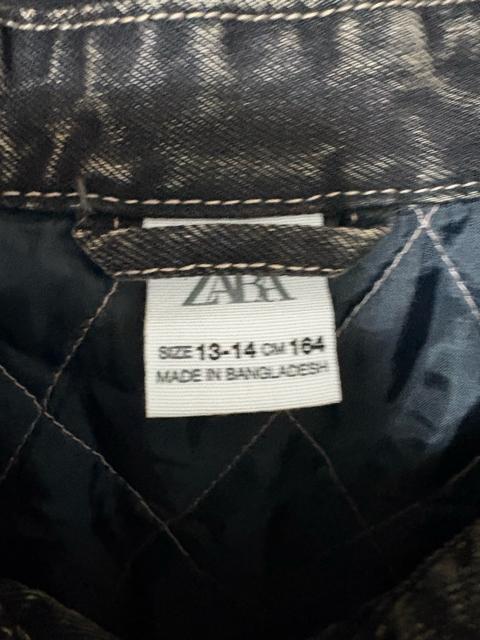 ZARA
SIZE 13-14 CM 164
MADE IN BANGLADESH